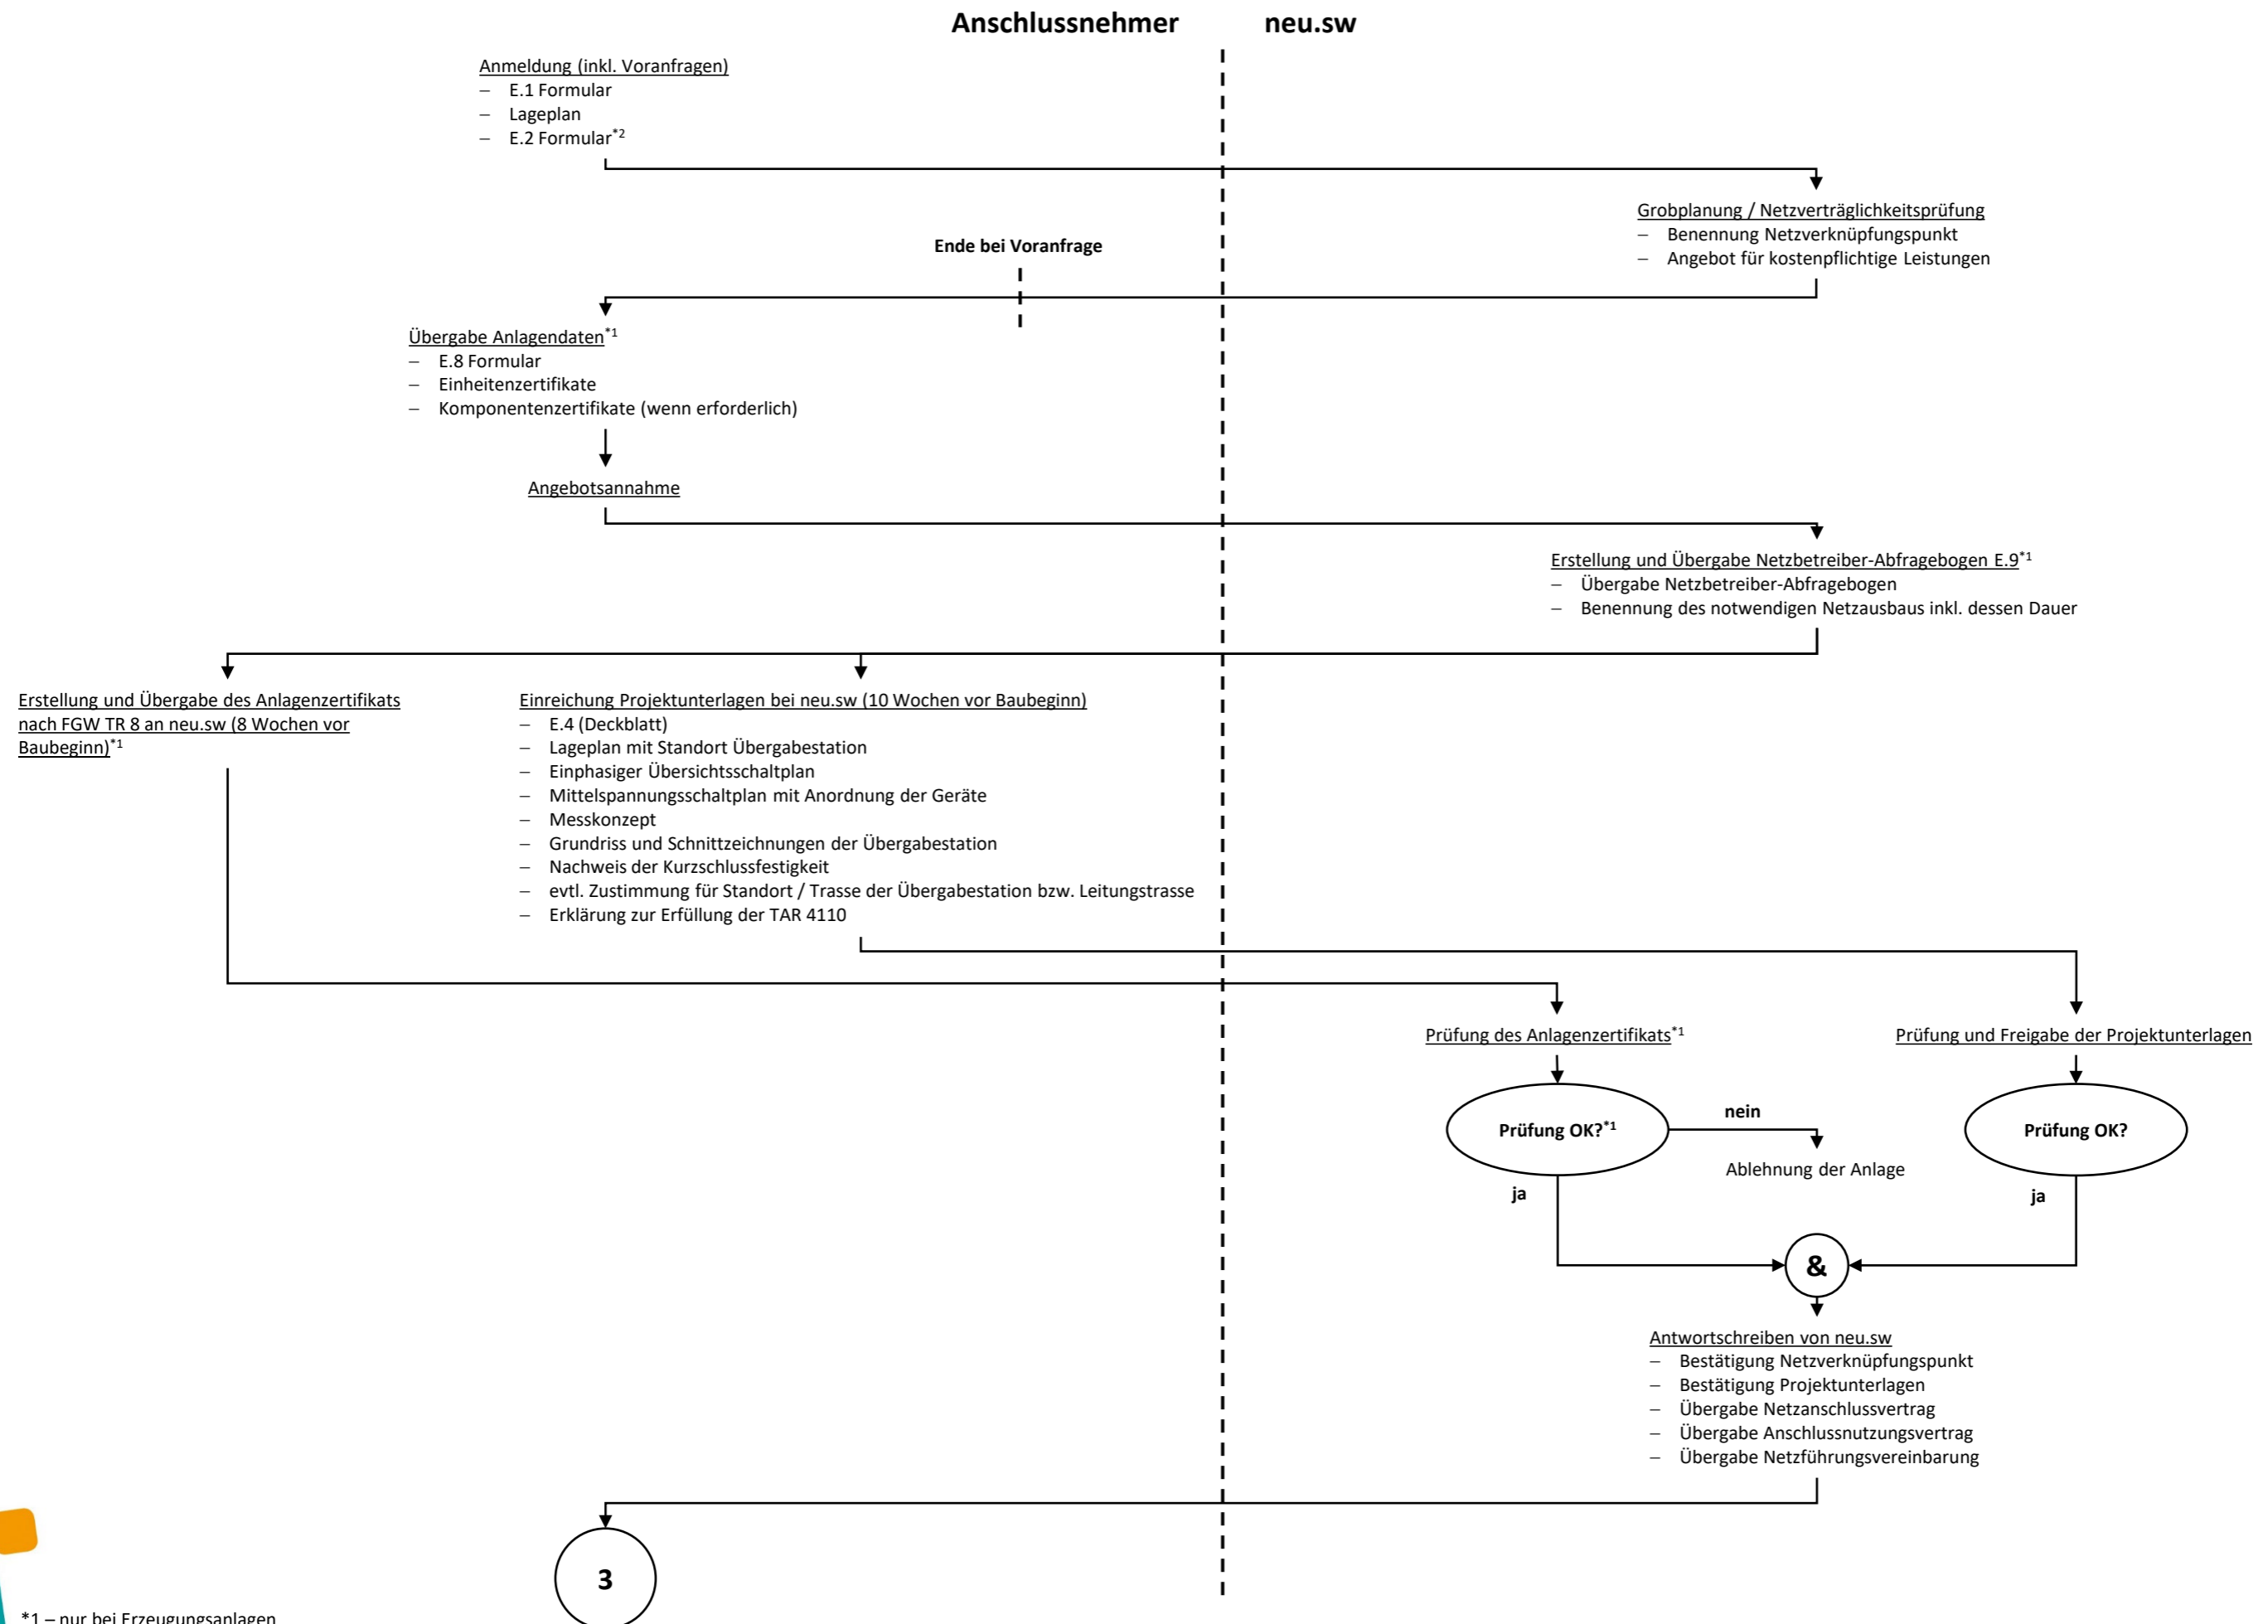 Anschlussnehmer neu.sw
Anmeldung (inkl. Voranfragen)
– E.1 Formular
– Lageplan
– E.2 Formular*2
Grobplanung / Netzverträglichkeitsprüfung
– Benennung Netzverknüpfungspunkt
– Angebot für kostenpflichtige Leistungen
Ende bei Voranfrage
Übergabe Anlagendaten*1
– E.8 Formular
– Einheitenzertifikate
– Komponentenzertifikate (wenn erforderlich)
Angebotsannahme
Erstellung und Übergabe Netzbetreiber-Abfragebogen E.9*1
– Übergabe Netzbetreiber-Abfragebogen
– Benennung des notwendigen Netzausbaus inkl. dessen Dauer
Erstellung und Übergabe des Anlagenzertifikats
nach FGW TR 8 an neu.sw (8 Wochen vor
Baubeginn)*1
Einreichung Projektunterlagen bei neu.sw (10 Wochen vor Baubeginn)
– E.4 (Deckblatt)
– Lageplan mit Standort Übergabestation
– Einphasiger Übersichtsschaltplan
– Mittelspannungsschaltplan mit Anordnung der Geräte
– Messkonzept
– Grundriss und Schnittzeichnungen der Übergabestation
– Nachweis der Kurzschlussfestigkeit
– evtl. Zustimmung für Standort / Trasse der Übergabestation bzw. Leitungstrasse
– Erklärung zur Erfüllung der TAR 4110
Prüfung des Anlagenzertifikats*1
Prüfung und Freigabe der Projektunterlagen
Prüfung OK?*1
nein
Ablehnung der Anlage
Prüfung OK?
ja
ja
&
Antwortschreiben von neu.sw
– Bestätigung Netzverknüpfungspunkt
– Bestätigung Projektunterlagen
– Übergabe Netzanschlussvertrag
– Übergabe Anschlussnutzungsvertrag
– Übergabe Netzführungsvereinbarung
3
*1 – nur bei Erzeugungsanlagen